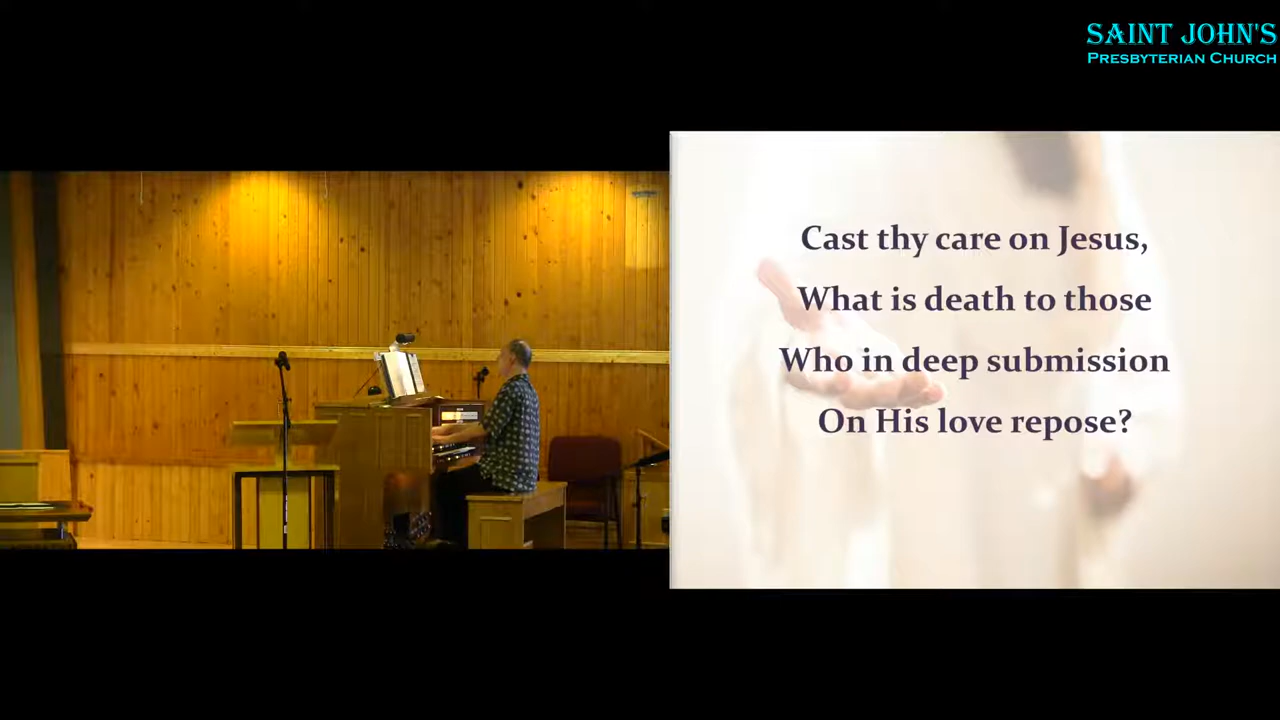 SAINT JOHN'S
PRESBYTERIAN CHURCH
Cast thy care on Jesus,
What is death to those
Who in deep submission
On His love repose?